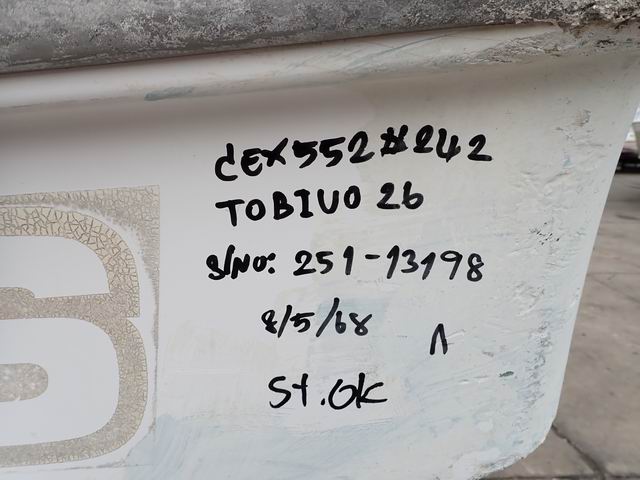 CEX552#242
TOBIUO 26
S/NO: 251-13198
8/5/68
Λ
St.Ok